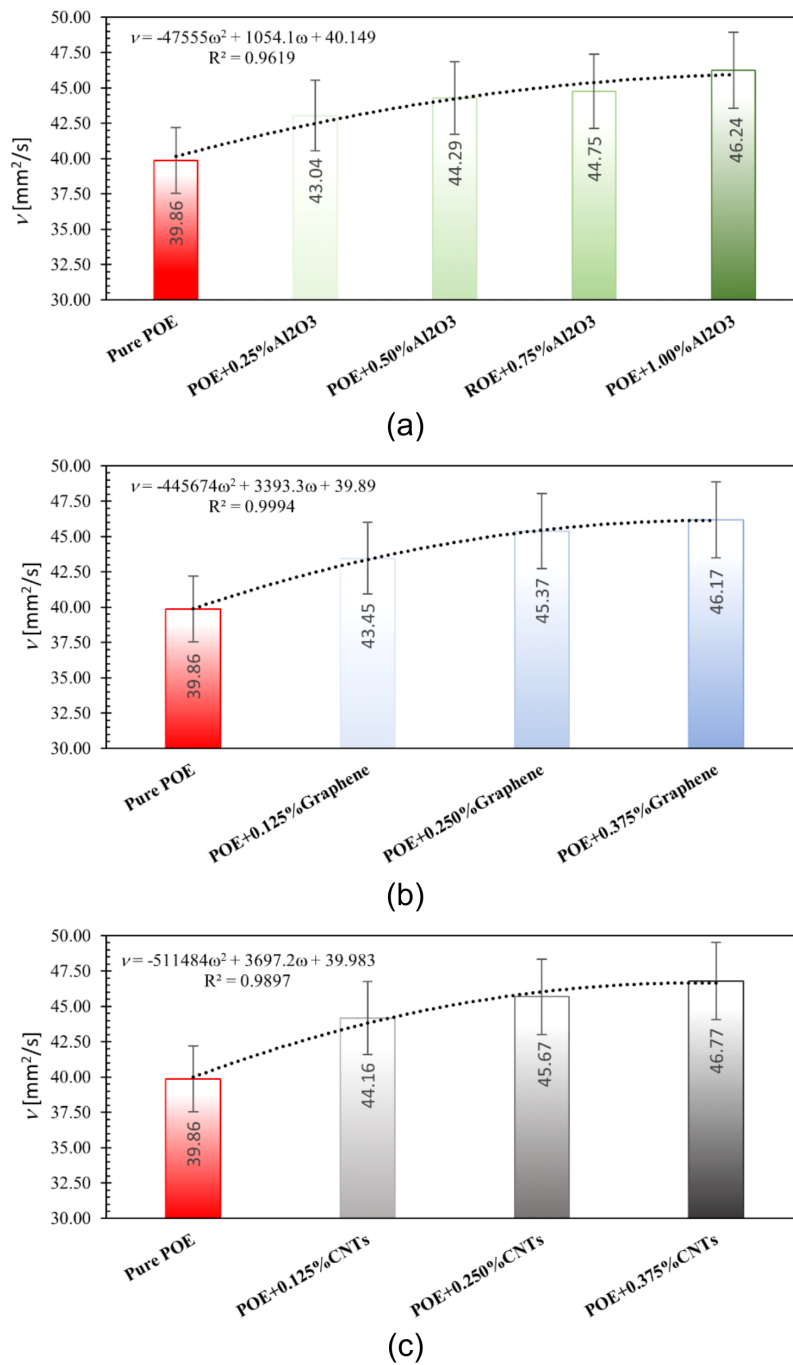 ν = -47555ω² + 1054.1ω + 40.149
R² = 0.9619
ν [mm²/s]
50.00
47.50
45.00
42.50
40.00
37.50
35.00
32.50
30.00
39.86
43.04
44.29
44.75
46.24
Pure POE
POE+0.25%Al2O3
POE+0.50%Al2O3
ROE+0.75%Al2O3
POE+1.00%Al2O3
(a)
ν = -445674ω² + 3393.3ω + 39.89
R² = 0.9994
ν [mm²/s]
50.00
47.50
45.00
42.50
40.00
37.50
35.00
32.50
30.00
39.86
43.45
45.37
46.17
Pure POE
POE+0.125%Graphene
POE+0.250%Graphene
POE+0.375%Graphene
(b)
ν = -511484ω² + 3697.2ω + 39.983
R² = 0.9897
ν [mm²/s]
50.00
47.50
45.00
42.50
40.00
37.50
35.00
32.50
30.00
39.86
44.16
45.67
46.77
Pure POE
POE+0.125%CNTs
POE+0.250%CNTs
POE+0.375%CNTs
(c)